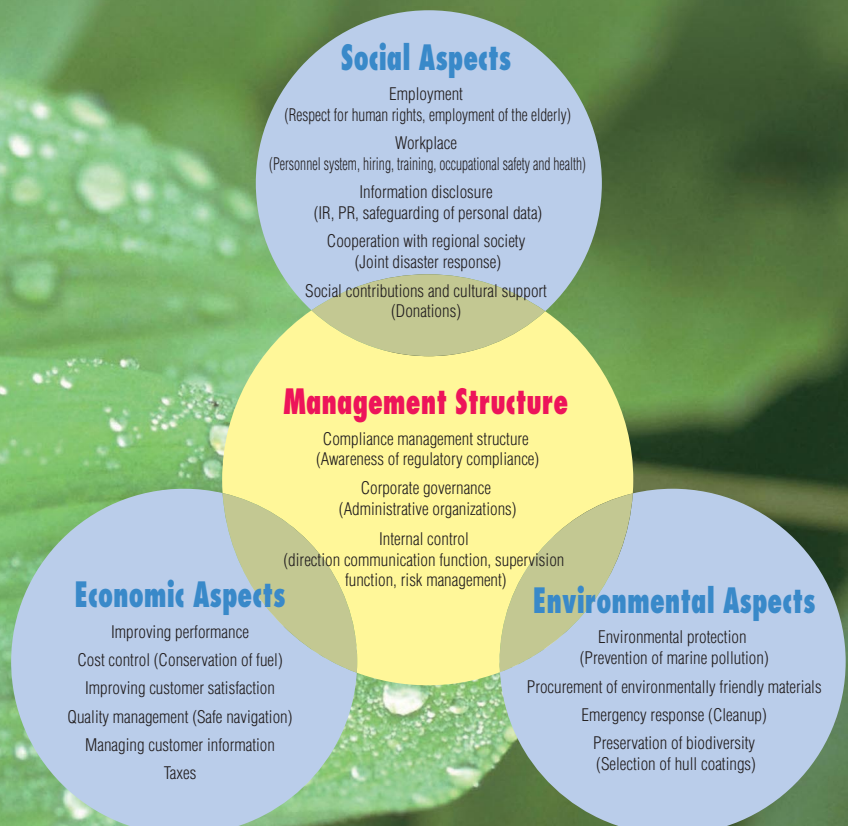 Social Aspects
Employment
(Respect for human rights, employment of the elderly)
Workplace
(Personnel system, hiring, training, occupational safety and health)
Information disclosure
(IR, PR, safeguarding of personal data)
Cooperation with regional society
(Joint disaster response)
Social contributions and cultural support
(Donations)
Management Structure
Compliance management structure
(Awareness of regulatory compliance)
Corporate governance
(Administrative organizations)
Internal control
(direction communication function, supervision
function, risk management)
Economic Aspects
Improving performance
Cost control (Conservation of fuel)
Improving customer satisfaction
Quality management (Safe navigation)
Managing customer information
Taxes
Environmental Aspects
Environmental protection
(Prevention of marine pollution)
Procurement of environmentally friendly materials
Emergency response (Cleanup)
Preservation of biodiversity
(Selection of hull coatings)